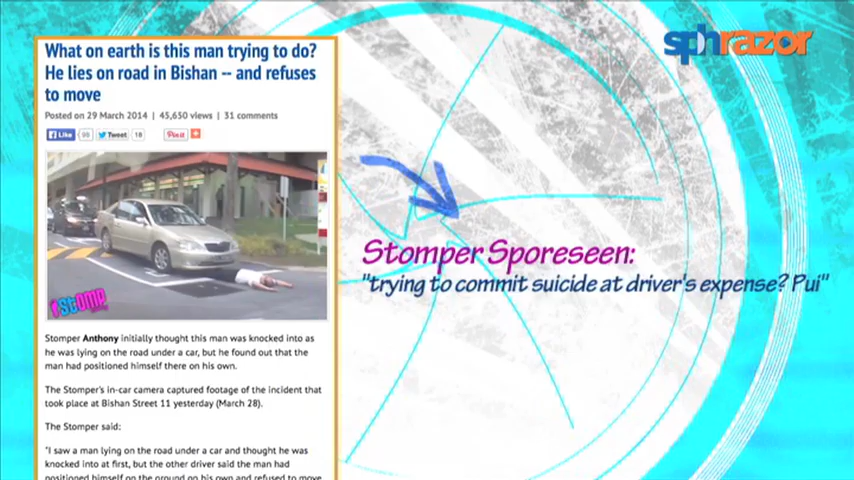 sphrazor
What on earth is this man trying to do?
He lies on road in Bishan -- and refuses
to move
Posted on 29 March 2014 | 45,650 views | 31 comments
Like
Tweet 18
Pin it
Stomper Sporeseen:
"trying to commit suicide at driver's expense? Pui"
Stomp
Stomper Anthony initially thought this man was knocked into as
he was lying on the road under a car, but he found out that the
man had positioned himself there on his own.
The Stomper's in-car camera captured footage of the incident that
took place at Bishan Street 11 yesterday (March 28).
The Stomper said:
"I saw a man lying on the road under a car and thought he was
knocked into at first, but the other driver said the man had
positioned himself on the ground on his own and refused to move